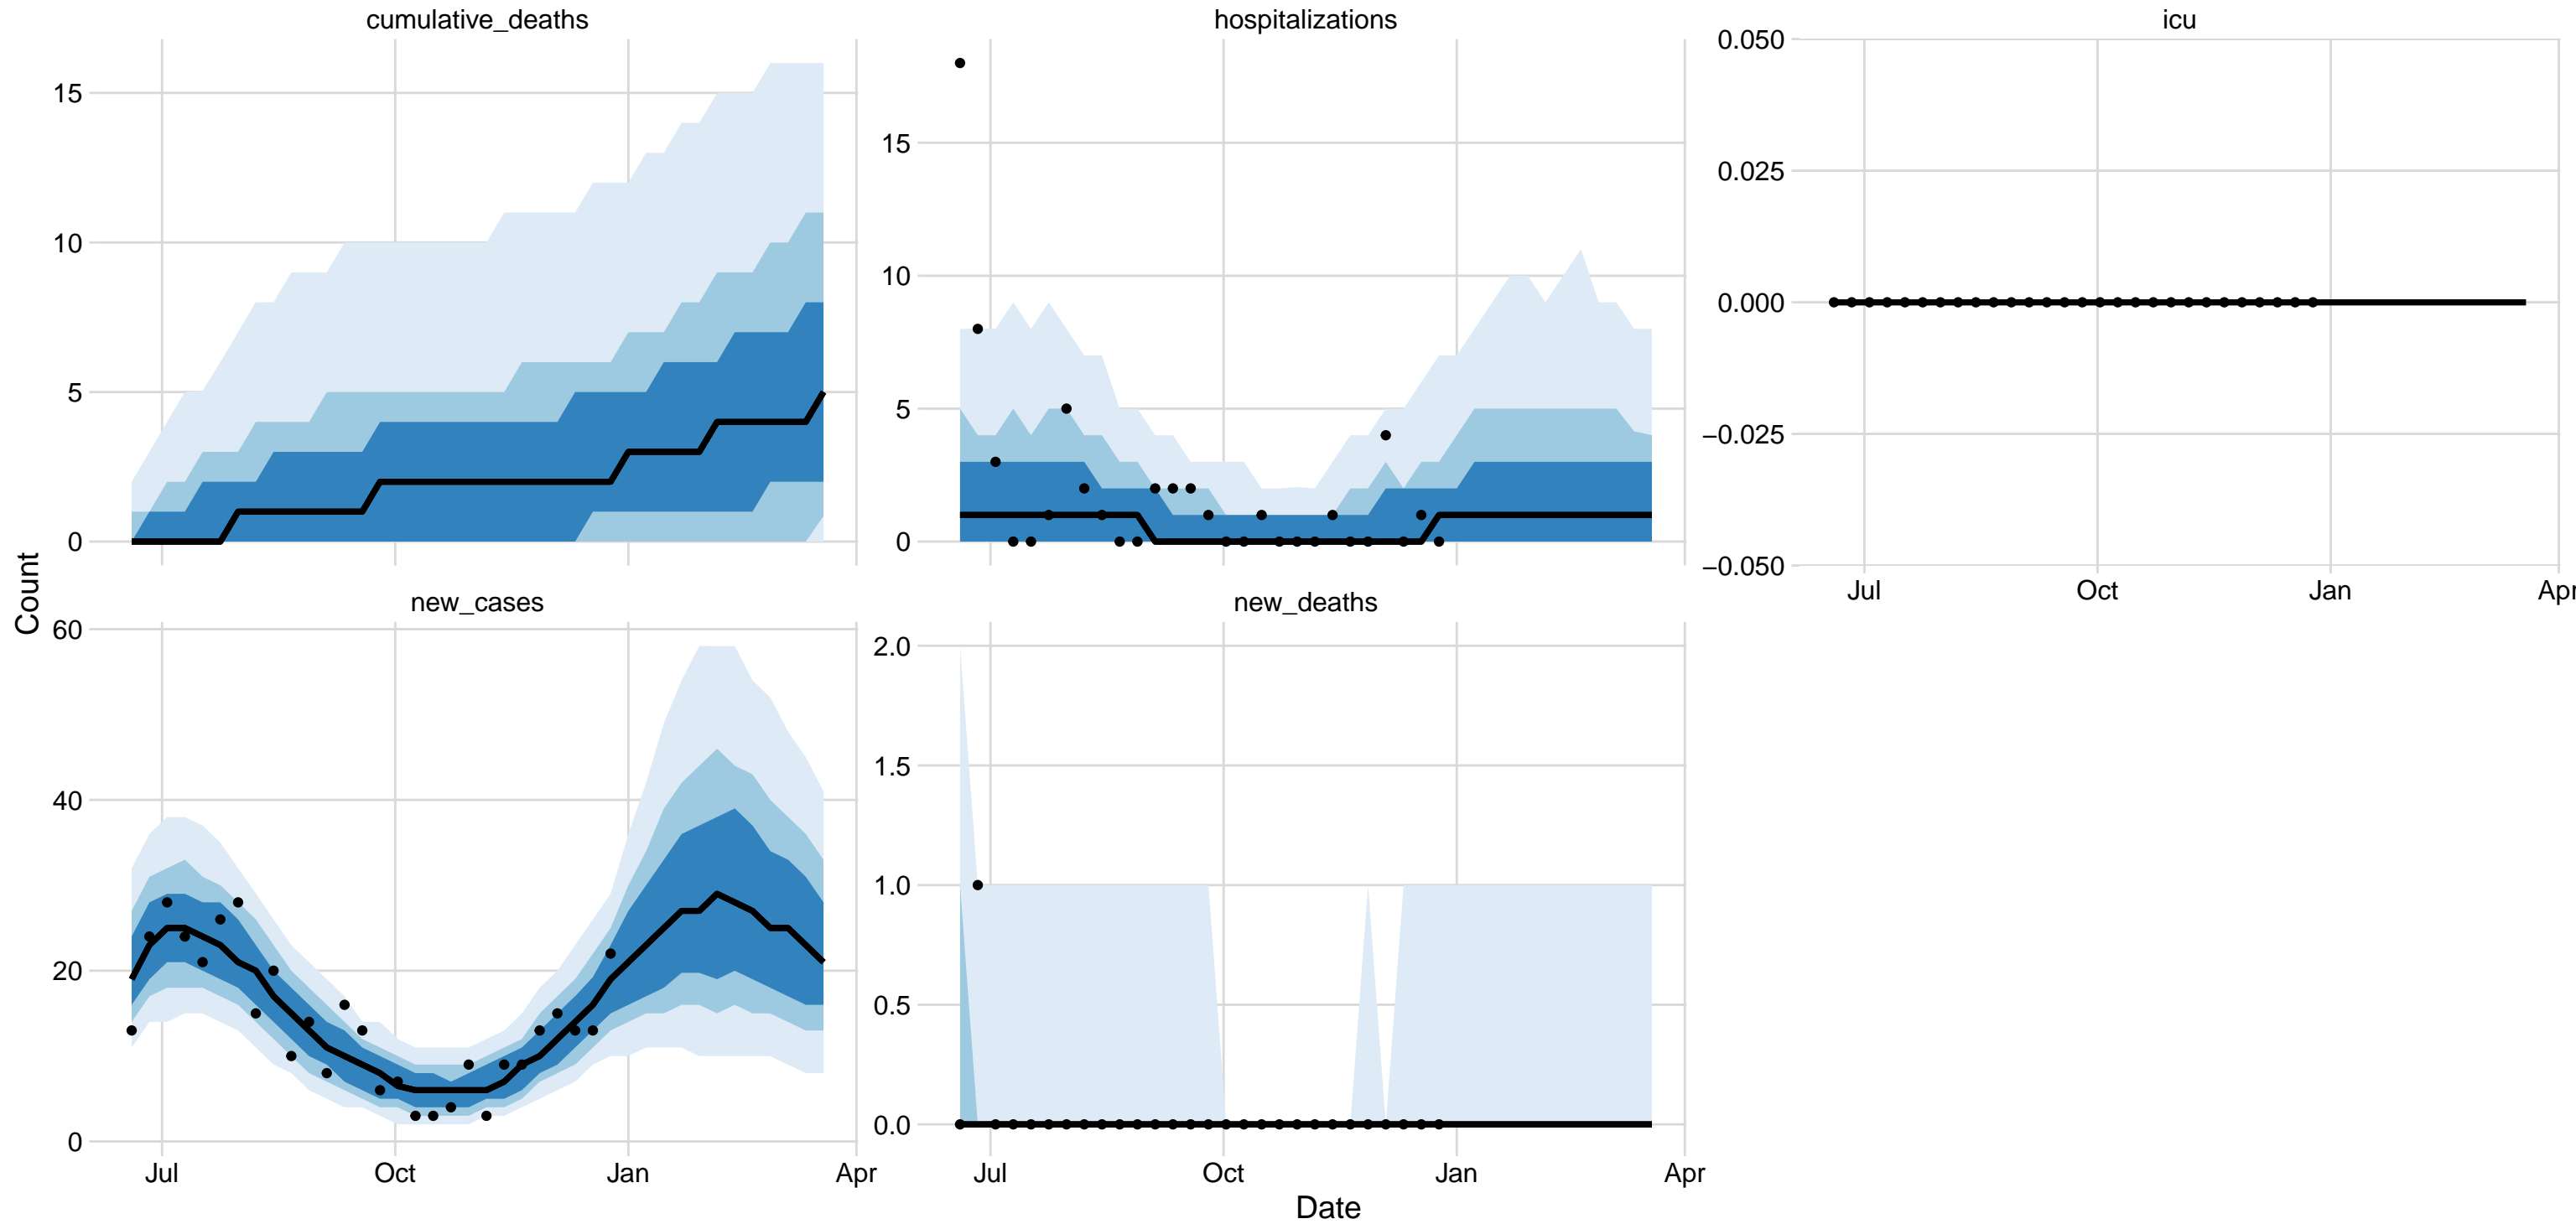 cumulative_deaths
hospitalizations
icu
15
10
5
0
15
10
5
0
0.050
0.025
0.000
−0.025
−0.050
Jul Oct Jan Apr
Count
new_cases
new_deaths
60
40
20
0
2.0
1.5
1.0
0.5
0.0
Jul Oct Jan Apr
Jul Oct Jan Apr
Date